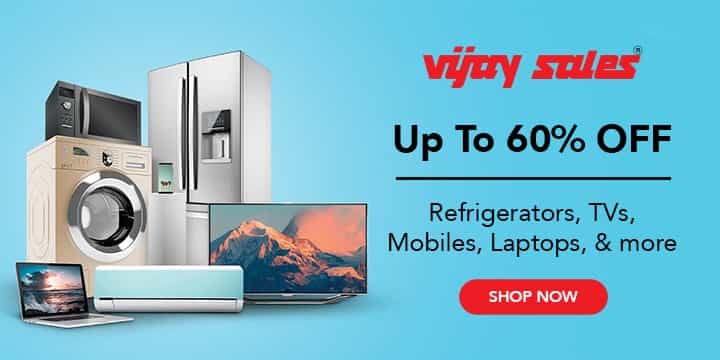 vijay sales®
Up To 60% OFF
Refrigerators, TVs,
Mobiles, Laptops, & more
SHOP NOW